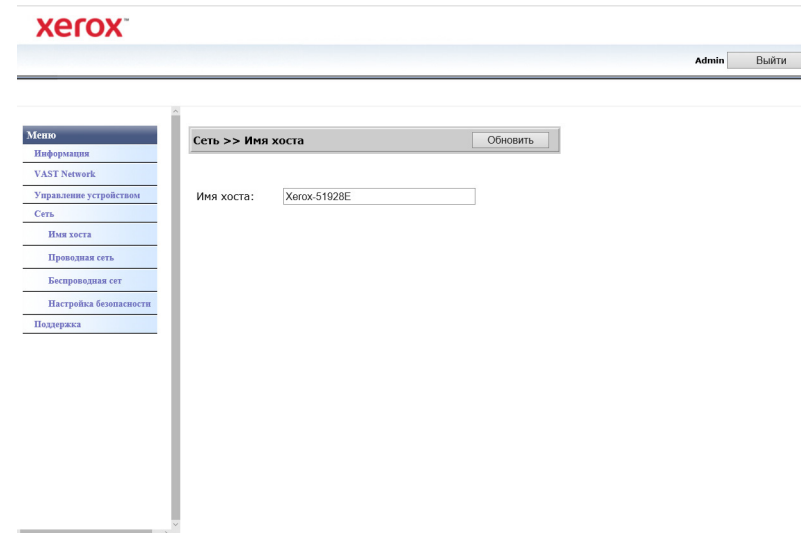 xerox™
Admin Выйти
Меню
Информация
VAST Network
Управление устройством
Сеть
Имя хоста
Проводная сеть
Беспроводная сет
Настройка безопасности
Поддержка
Сеть >> Имя хоста Обновить
Имя хоста: Xerox-51928E